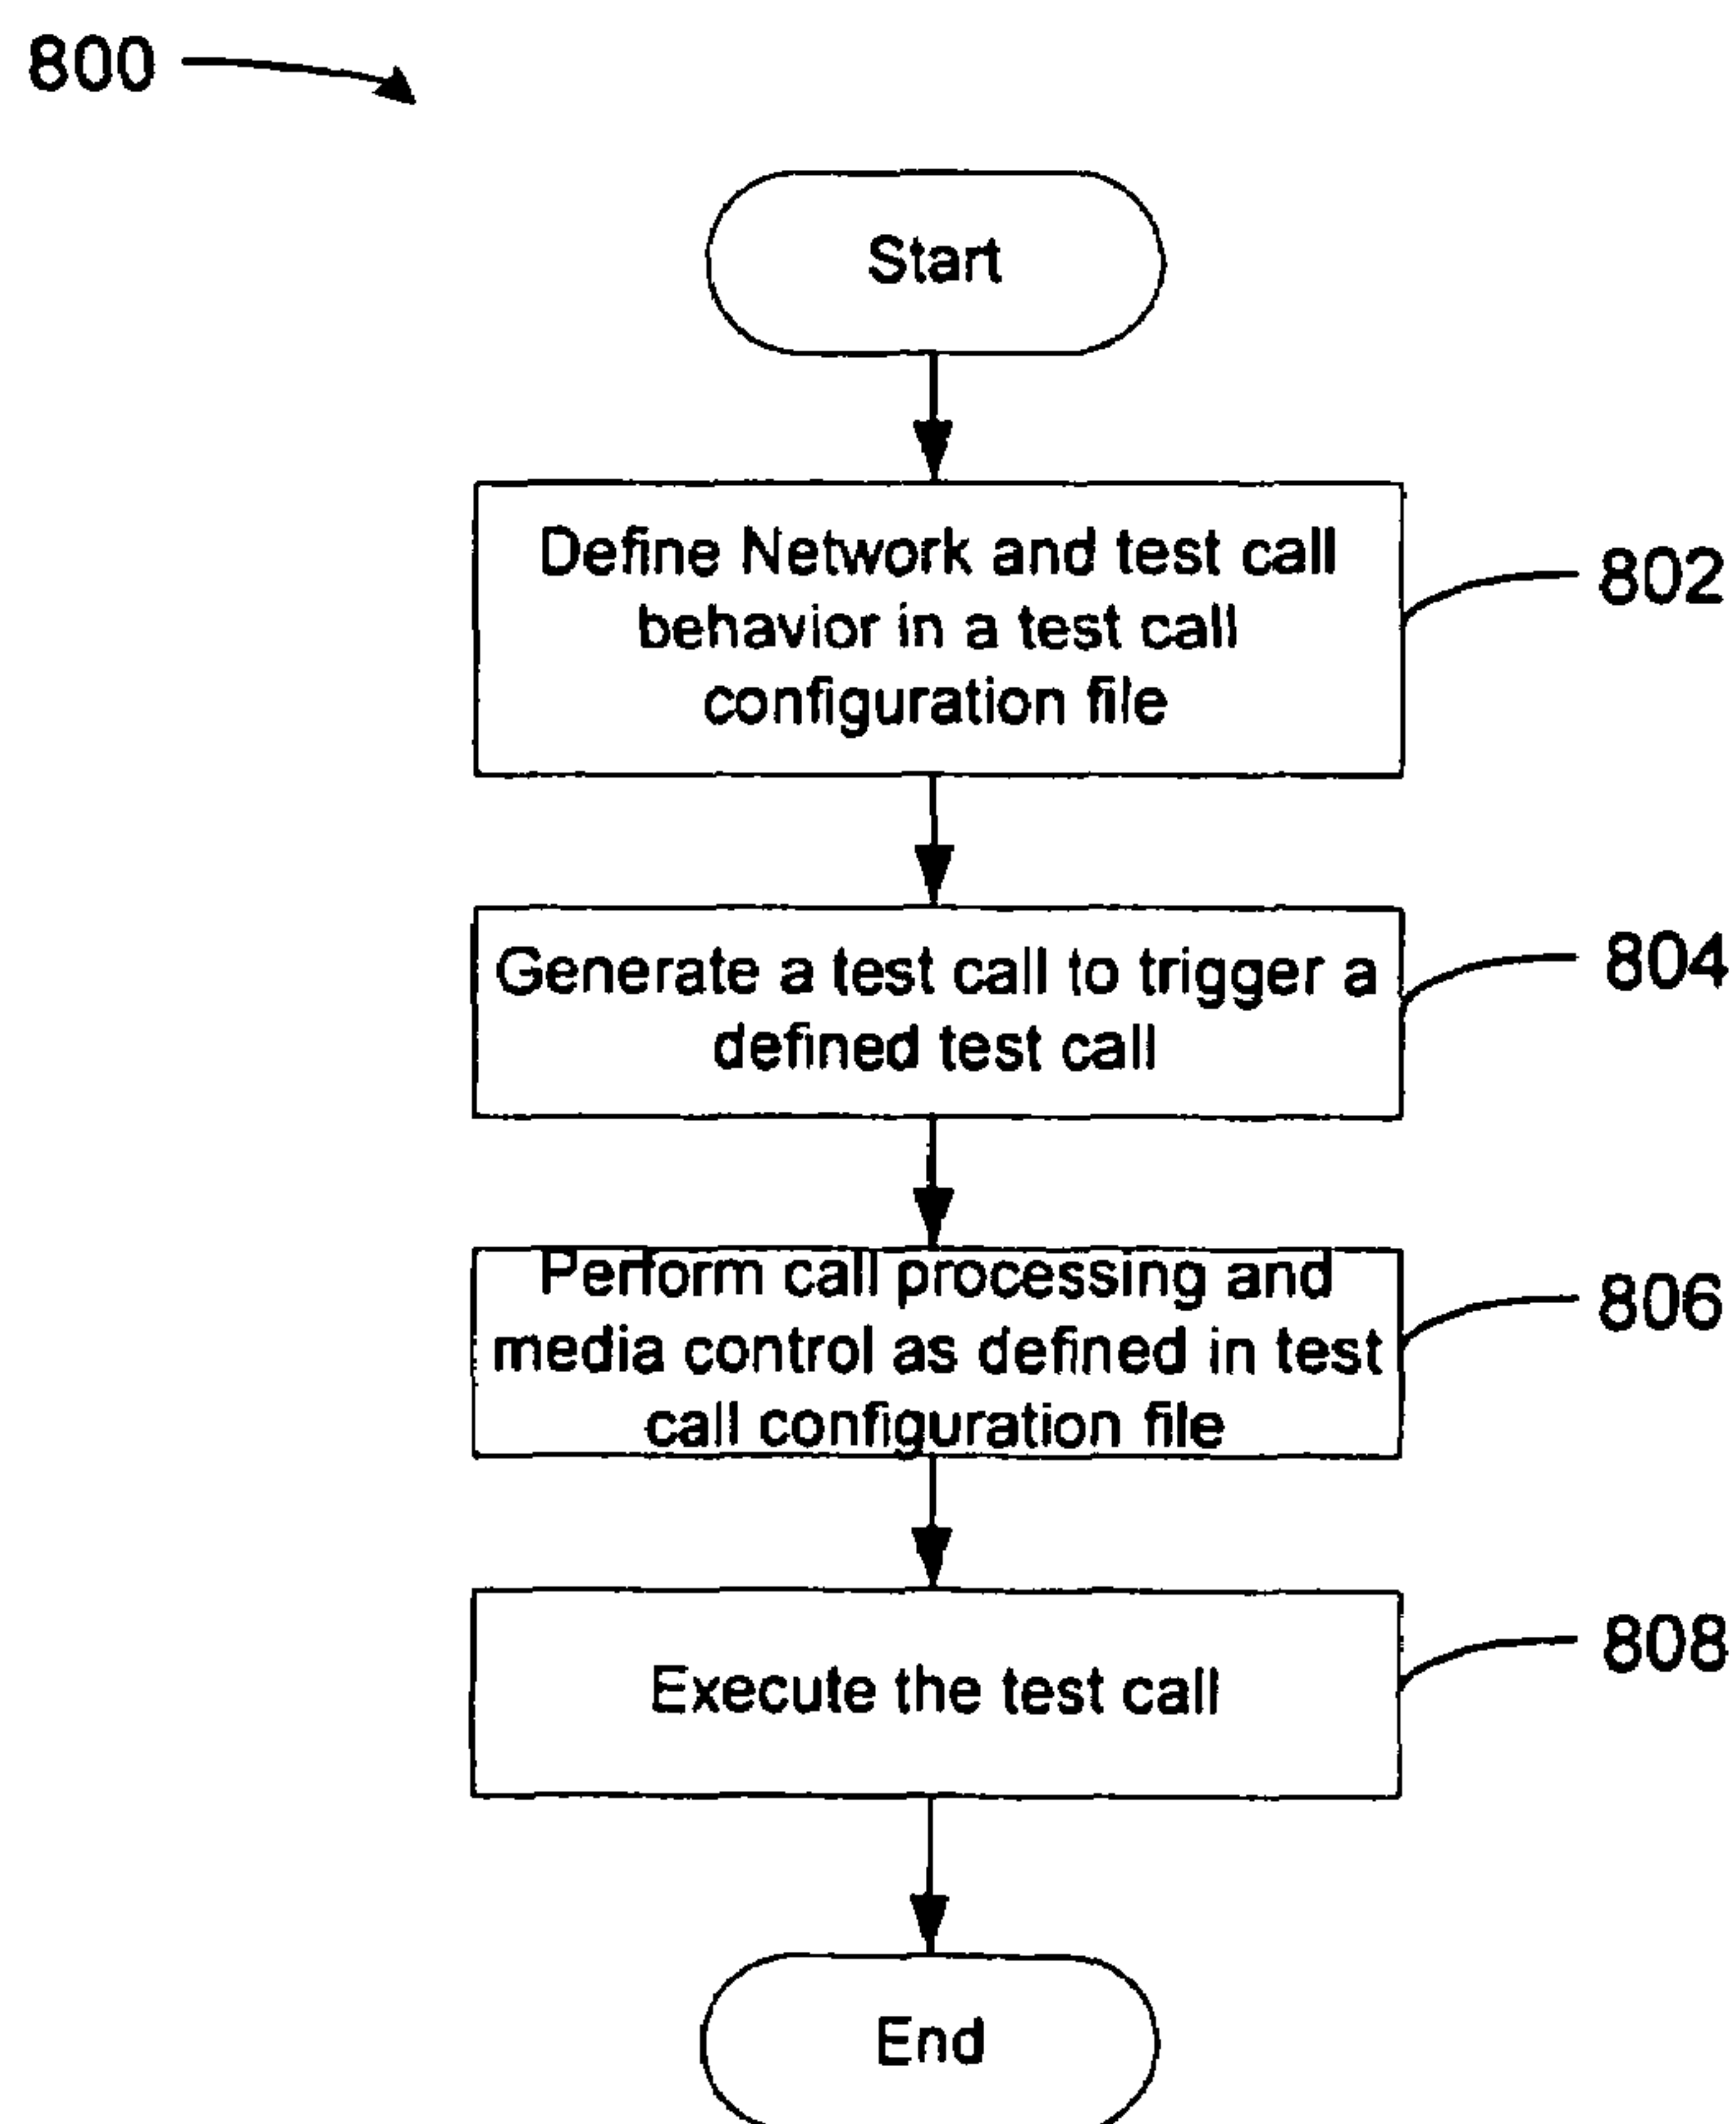 800
Start
Define Network and test call
behavior in a test call
configuration file
802
Generate a test call to trigger a
defined test call
804
Perform call processing and
media control as defined in test
call configuration file
806
Execute the test call
808
End